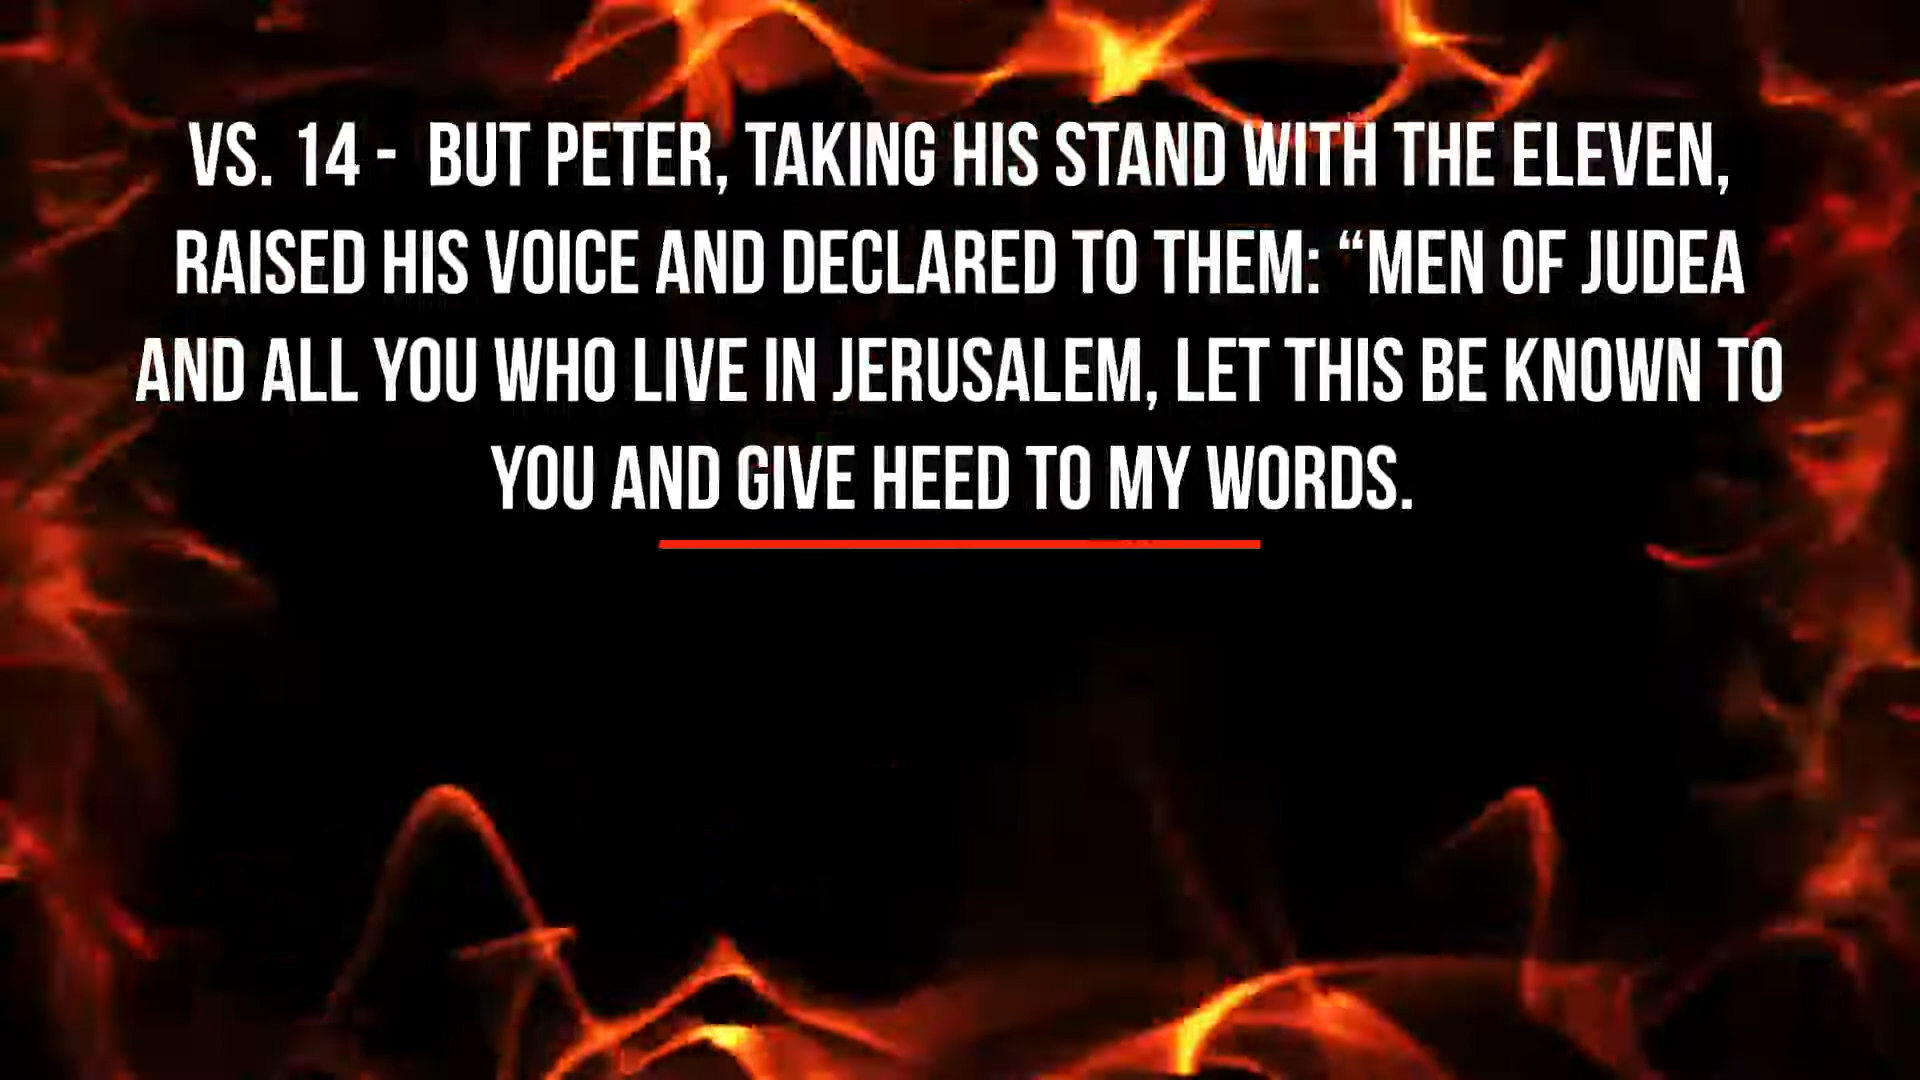 VS. 14 -  BUT PETER, TAKING HIS STAND WITH THE ELEVEN,
RAISED HIS VOICE AND DECLARED TO THEM: “MEN OF JUDEA
AND ALL YOU WHO LIVE IN JERUSALEM, LET THIS BE KNOWN TO
YOU AND GIVE HEED TO MY WORDS.